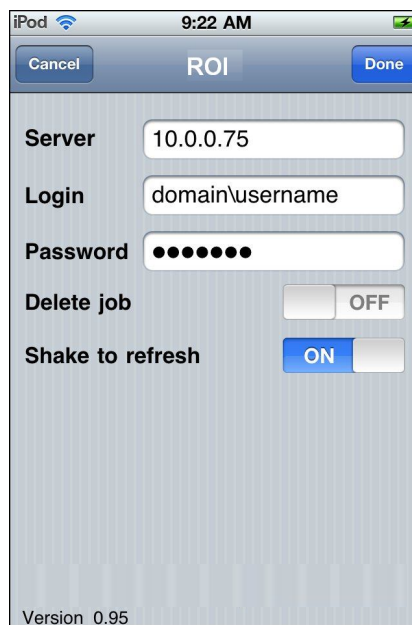 iPod 9:22 AM
Cancel ROI Done
Server 10.0.0.75
Login domain\username
Password ●●●●●●●
Delete job OFF
Shake to refresh ON
Version 0.95